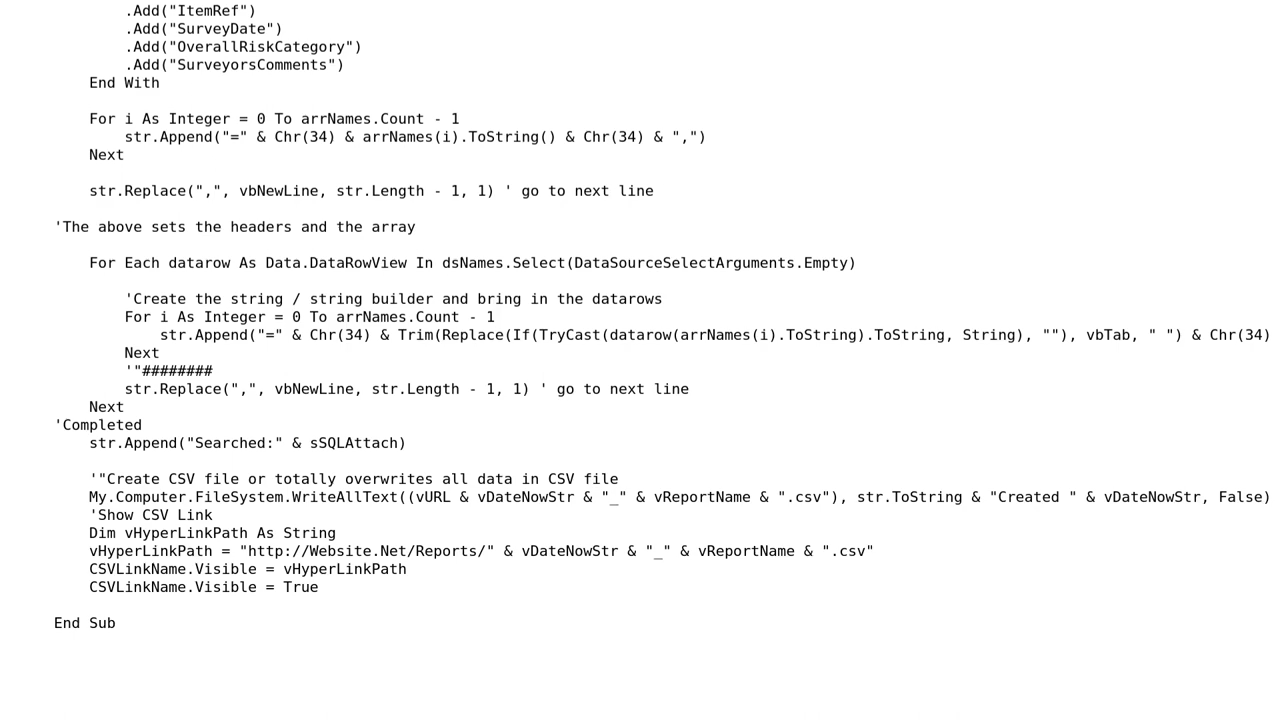 .Add("ItemRef")
.Add("SurveyDate")
.Add("OverallRiskCategory")
.Add("SurveyorsComments")
End With
For i As Integer = 0 To arrNames.Count - 1
str.Append("=" & Chr(34) & arrNames(i).ToString() & Chr(34) & ",")
Next
str.Replace(",", vbNewLine, str.Length - 1, 1) ' go to next line
'The above sets the headers and the array
For Each datarow As Data.DataRowView In dsNames.Select(DataSourceSelectArguments.Empty)
'Create the string / string builder and bring in the datarows
For i As Integer = 0 To arrNames.Count - 1
str.Append("=" & Chr(34) & Trim(Replace(If(TryCast(datarow(arrNames(i).ToString).ToString, String), ""), vbTab, " ") & Chr(34)
Next
'"########
str.Replace(",", vbNewLine, str.Length - 1, 1) ' go to next line
Next
'Completed
str.Append("Searched:" & sSQLAttach)
'"Create CSV file or totally overwrites all data in CSV file
My.Computer.FileSystem.WriteAllText((vURL & vDateNowStr & "_" & vReportName & ".csv"), str.ToString & "Created " & vDateNowStr, False)
'Show CSV Link
Dim vHyperLinkPath As String
vHyperLinkPath = "http://Website.Net/Reports/" & vDateNowStr & "_" & vReportName & ".csv"
CSVLinkName.Visible = vHyperLinkPath
CSVLinkName.Visible = True
End Sub